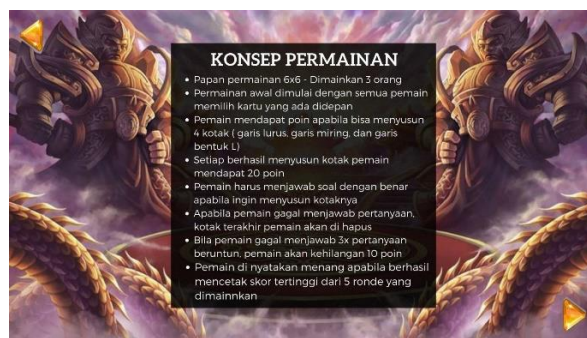 KONSEP PERMAINAN
• Papan permainan 6x6 - Dimainkan 3 orang
• Permainan awal dimulai dengan semua pemain
memilih kartu yang ada didepan
• Pemain mendapat poin apabila bisa menyusun
4 kotak ( garis lurus, garis miring, dan garis
bentuk L)
• Setiap berhasil menyusun kotak pemain
mendapat 20 poin
• Pemain harus menjawab soal dengan benar
apabila ingin menyusun kotaknya
• Apabila pemain gagal menjawab pertanyaan,
kotak terakhir pemain akan di hapus
• Bila pemain gagal menjawab 3x pertanyaan
beruntun, pemain akan kehilangan 10 poin
• Pemain di nyatakan menang apabila berhasil
mencetak skor tertinggi dari 5 ronde yang
dimainnkan